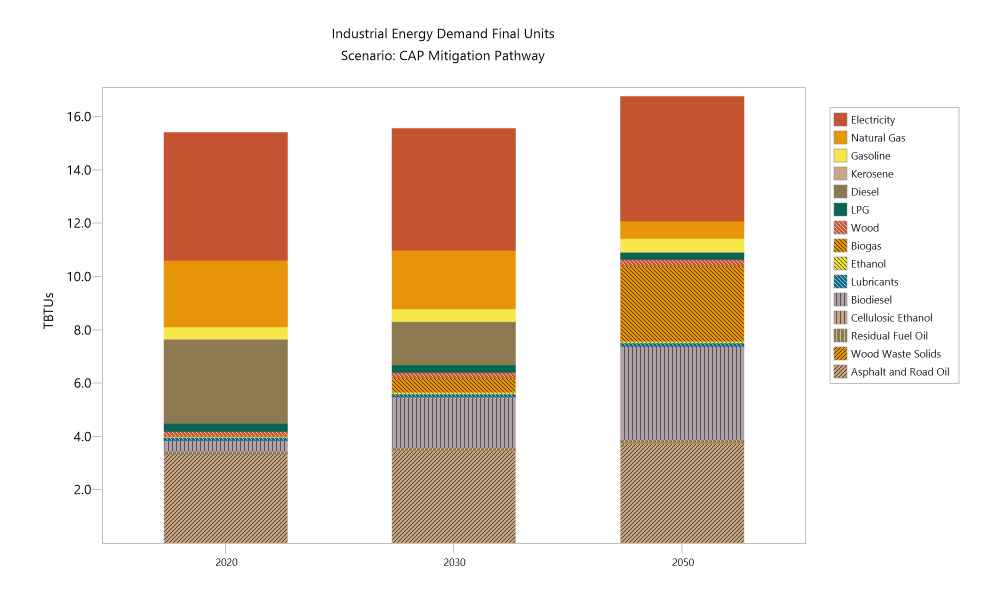 Industrial Energy Demand Final Units
Scenario: CAP Mitigation Pathway
TBTUs
16.0
14.0
12.0
10.0
8.0
6.0
4.0
2.0
2020
2030
2050
Electricity
Natural Gas
Gasoline
Kerosene
Diesel
LPG
Wood
Biogas
Ethanol
Lubricants
Biodiesel
Cellulosic Ethanol
Residual Fuel Oil
Wood Waste Solids
Asphalt and Road Oil